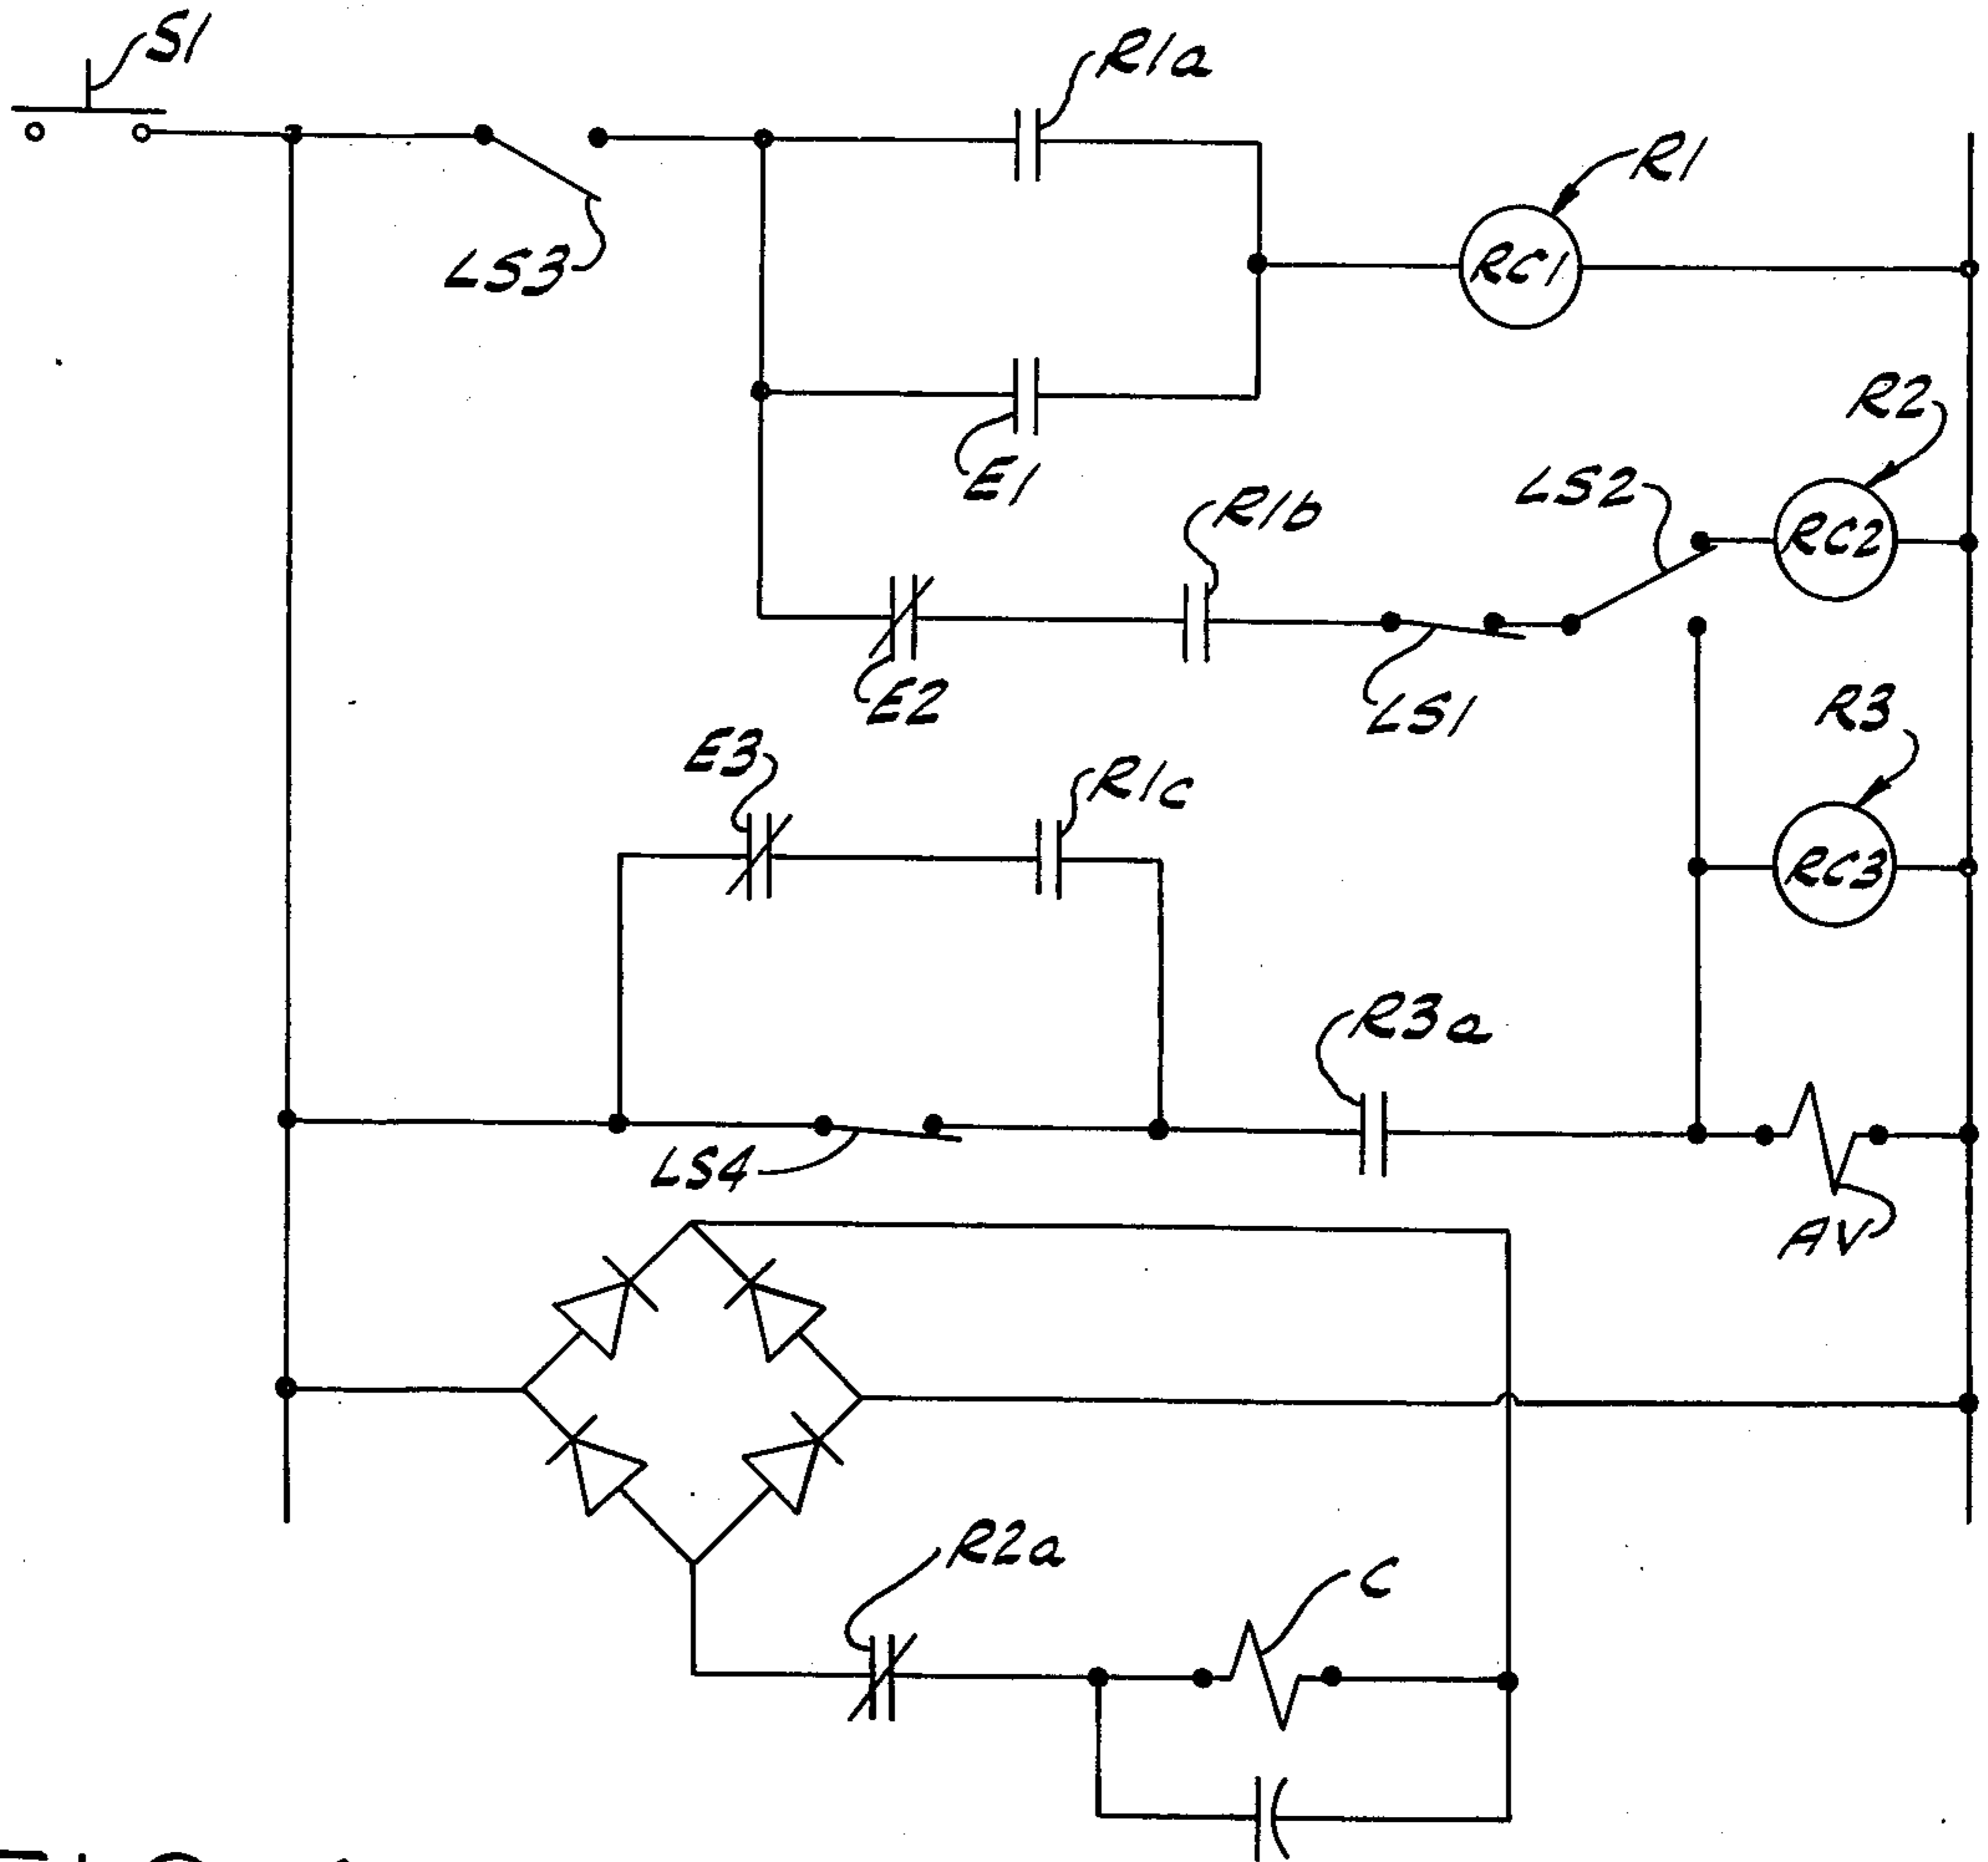 S1
R1a
R1
LS3
RC1
R2
E1
R1b
LS2
RC2
E2
LS1
E3
R1c
R3
RC3
R3a
LS4
AV
R2a
C